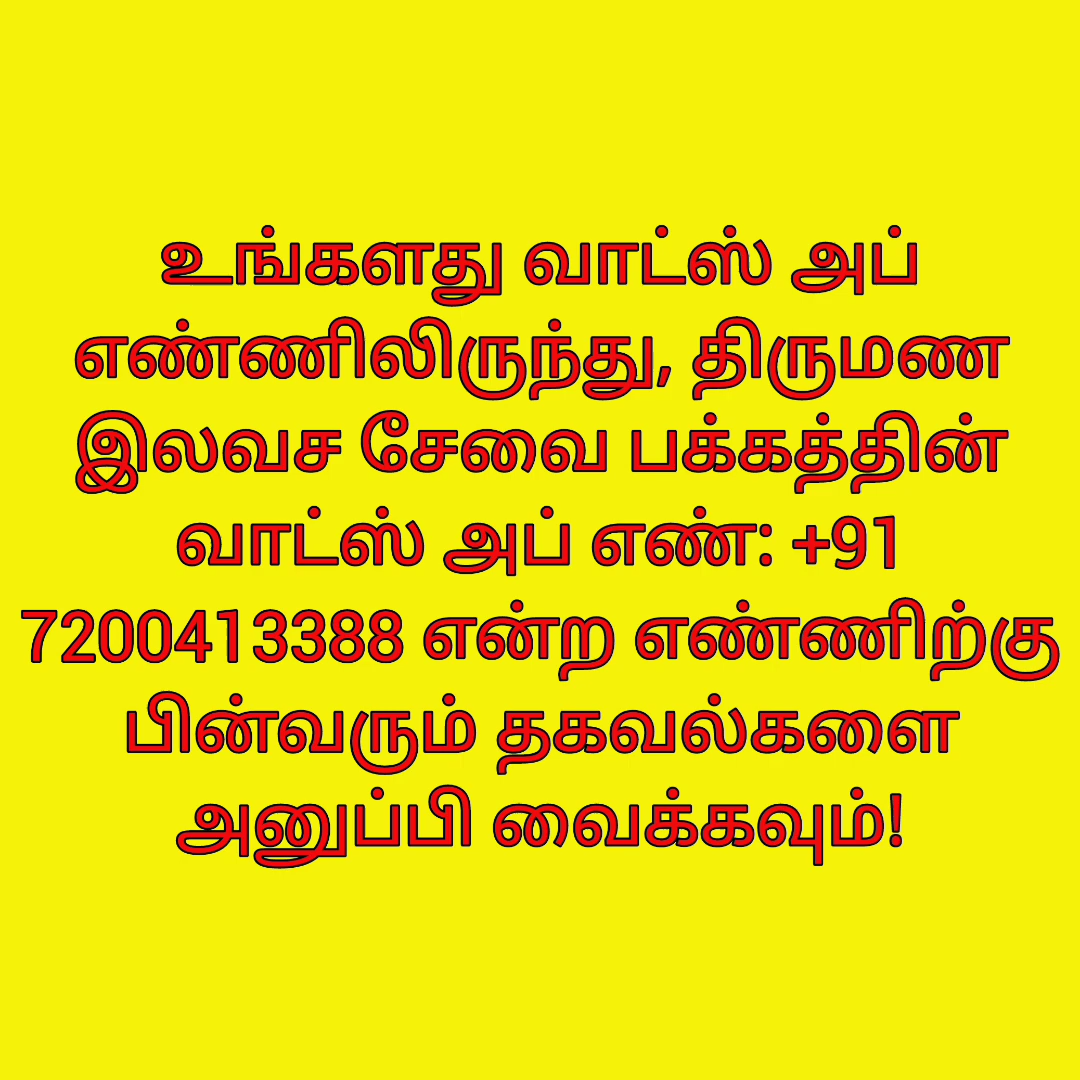 உங்களது வாட்ஸ் அப்
எண்ணிலிருந்து, திருமண
இலவச சேவை பக்கத்தின்
வாட்ஸ் அப் எண்: +91
7200413388 என்ற எண்ணிற்கு
பின்வரும் தகவல்களை
அனுப்பி வைக்கவும்!